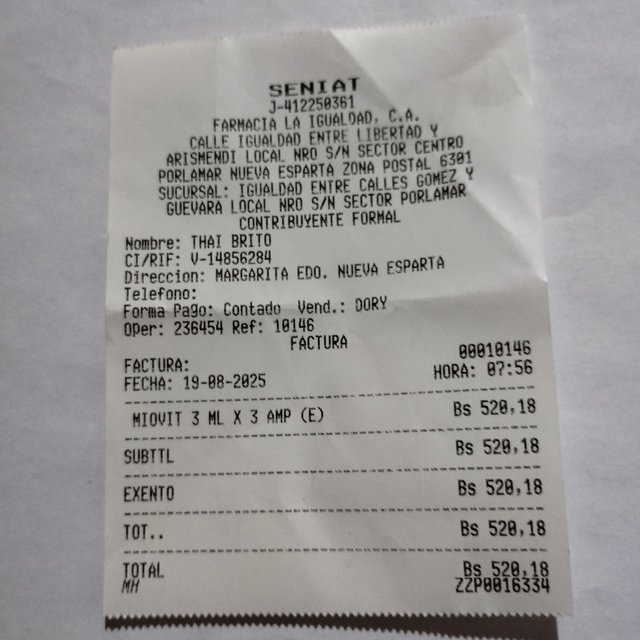 SENIAT
J-412250361
FARMACIA LA IGUALDAD, C.A.
CALLE IGUALDAD ENTRE LIBERTAD Y
ARISMENDI LOCAL NRO S/N SECTOR CENTRO
PORLAMAR NUEVA ESPARTA ZONA POSTAL 6301
SUCURSAL: IGUALDAD ENTRE CALLES GOMEZ Y
GUEVARA LOCAL NRO S/N SECTOR PORLAMAR
CONTRIBUYENTE FORMAL
Nombre: THAI BRITO
CI/RIF: V-14856284
Direccion: MARGARITA EDO. NUEVA ESPARTA
Telefono:
Forma Pago: Contado Vend.: DORY
Oper: 236454 Ref: 10146
FACTURA
FACTURA: 00010146
FECHA: 19-08-2025 HORA: 07:56
MIOVIT 3 ML X 3 AMP (E) Bs 520,18
SUBTTL Bs 520,18
EXENTO Bs 520,18
TOT.. Bs 520,18
TOTAL Bs 520,18
MH ZZP0016334